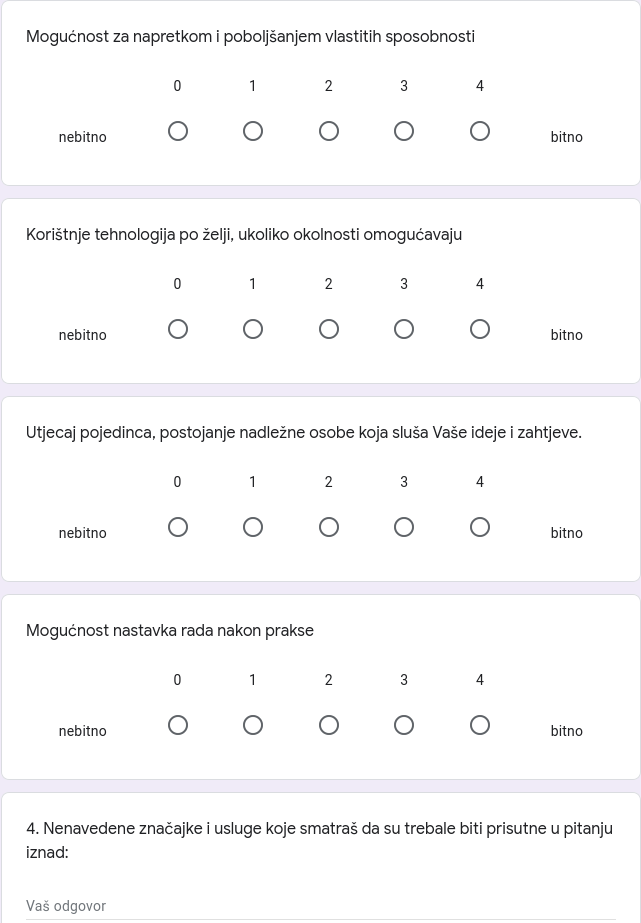 Mogućnost za napretkom i poboljšanjem vlastitih sposobnosti
0 1 2 3 4
nebitno bitno
Korištnje tehnologija po želji, ukoliko okolnosti omogućavaju
0 1 2 3 4
nebitno bitno
Utjecaj pojedinca, postojanje nadležne osobe koja sluša Vaše ideje i zahtjeve.
0 1 2 3 4
nebitno bitno
Mogućnost nastavka rada nakon prakse
0 1 2 3 4
nebitno bitno
4. Nenavedene značajke i usluge koje smatraš da su trebale biti prisutne u pitanju
iznad:
Vaš odgovor